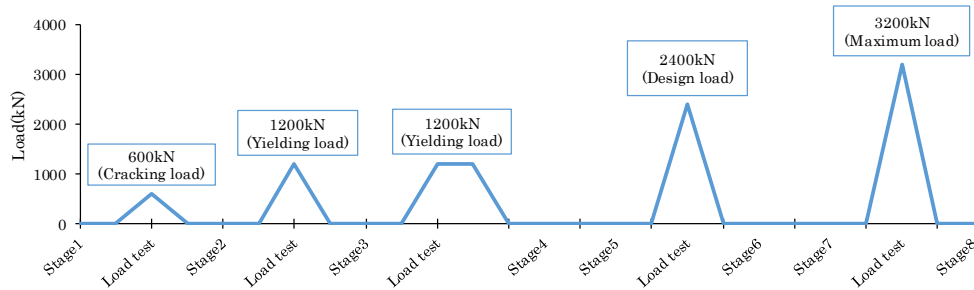 Load(kN)
4000
3000
2000
1000
0
600kN
(Cracking load)
1200kN
(Yielding load)
1200kN
(Yielding load)
2400kN
(Design load)
3200kN
(Maximum load)
Stage1
Load test
Stage2
Load test
Stage3
Load test
Stage4
Stage5
Load test
Stage6
Stage7
Load test
Stage8